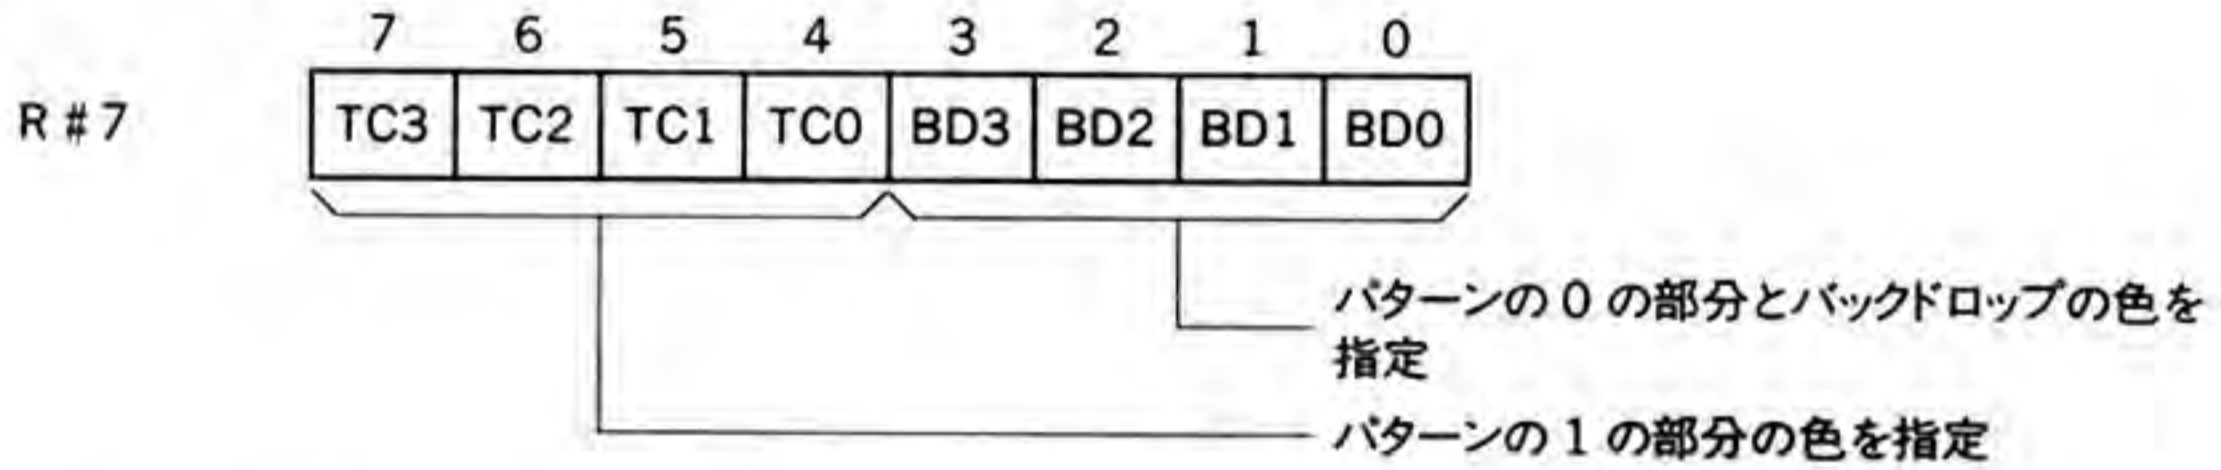 7 6 5 4 3 2 1 0
R#7 TC3 TC2 TC1 TC0 BD3 BD2 BD1 BD0
パターンの0の部分とバックドロップの色を
指定
パターンの1の部分の色を指定